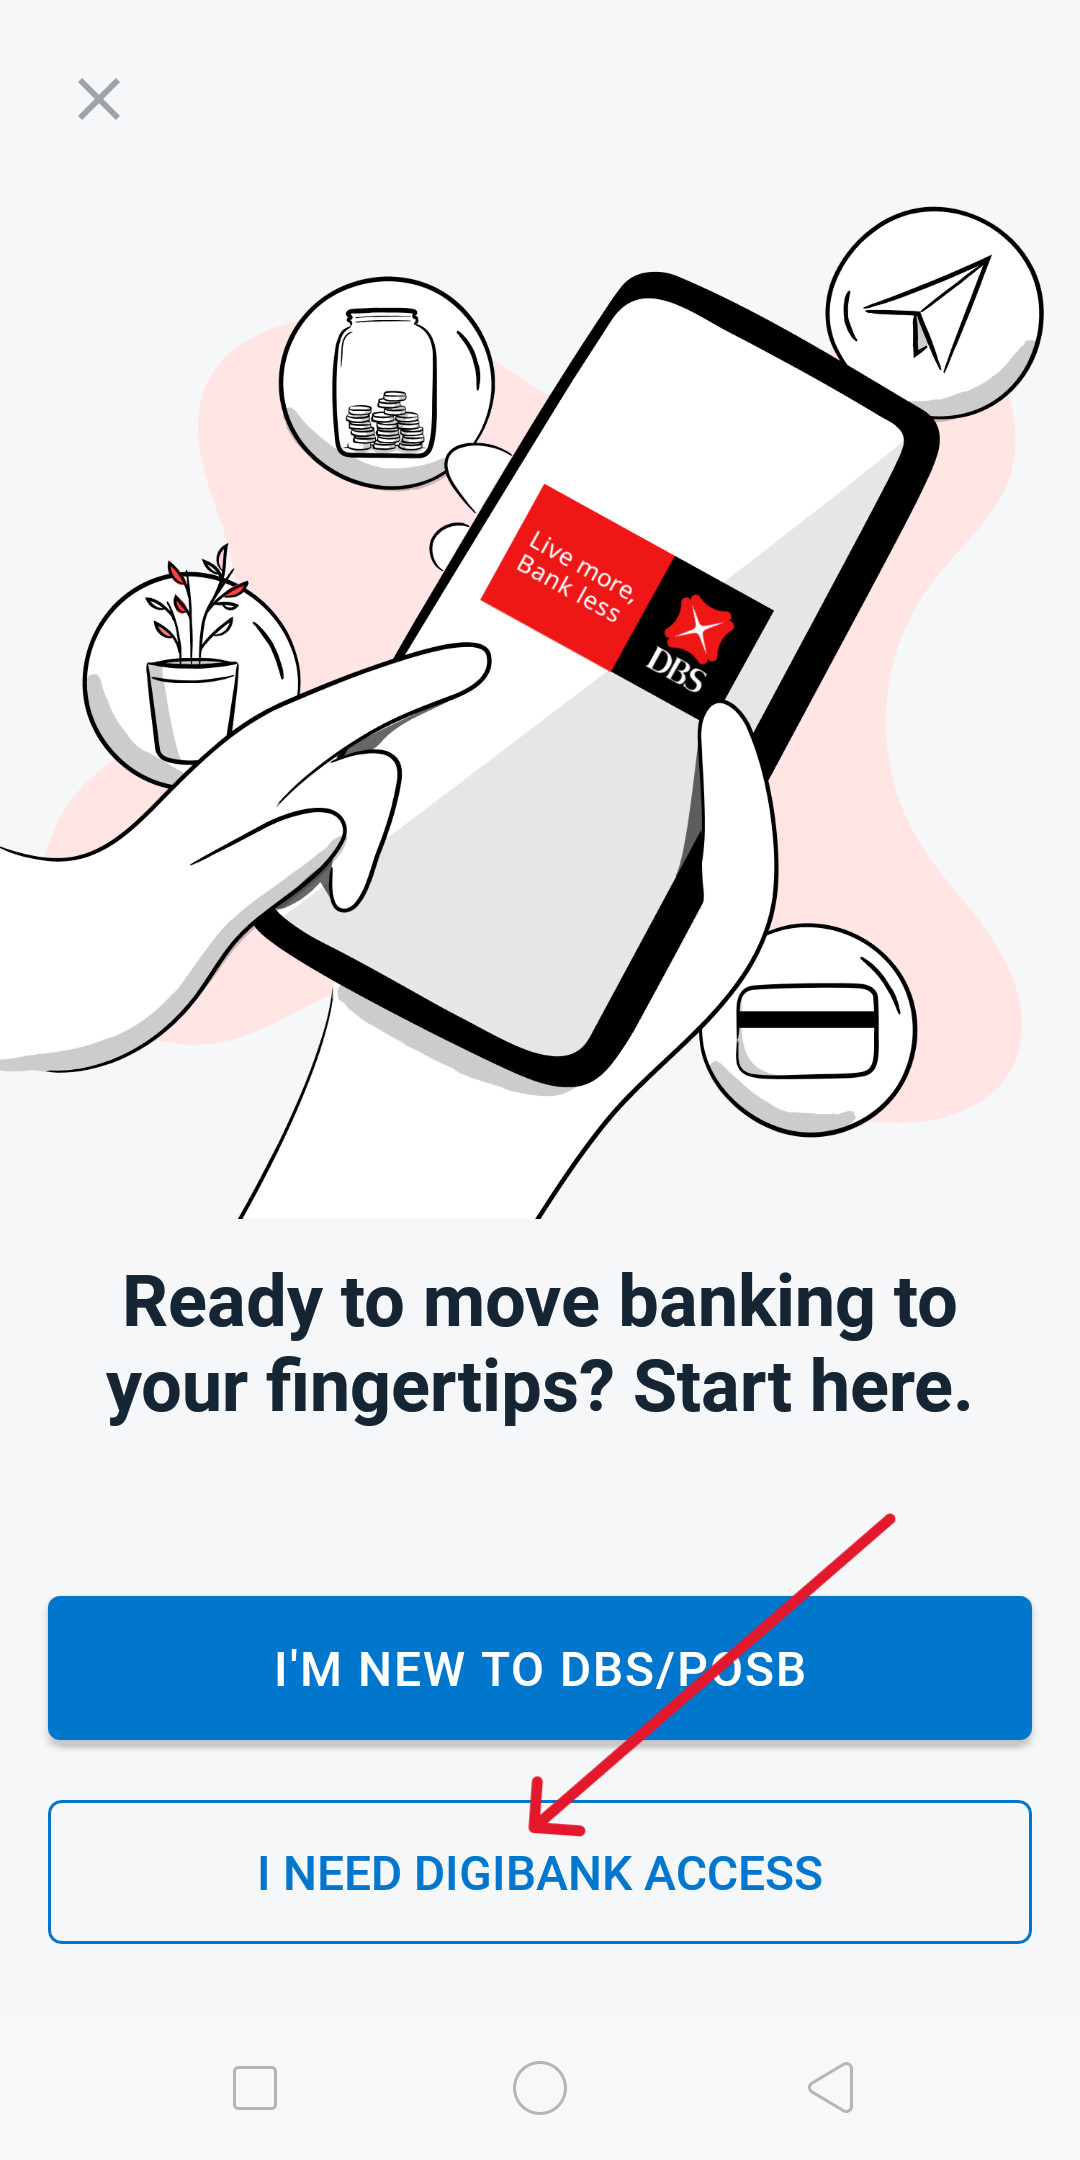 Live more,
Bank less
DBS
Ready to move banking to
your fingertips? Start here.
I'M NEW TO DBS/POSB
I NEED DIGIBANK ACCESS